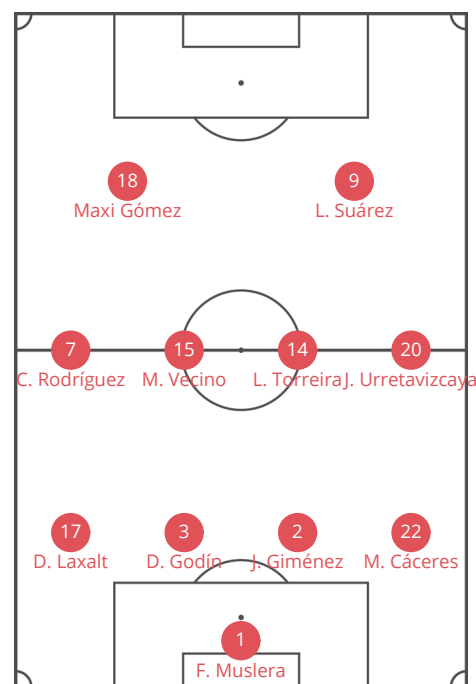 18
Maxi Gómez
9
L. Suárez
7
C. Rodríguez
15
M. Vecino
14
L. Torreira
20
J. Urretavizcaya
17
D. Laxalt
3
D. Godín
2
J. Giménez
22
M. Cáceres
1
F. Muslera